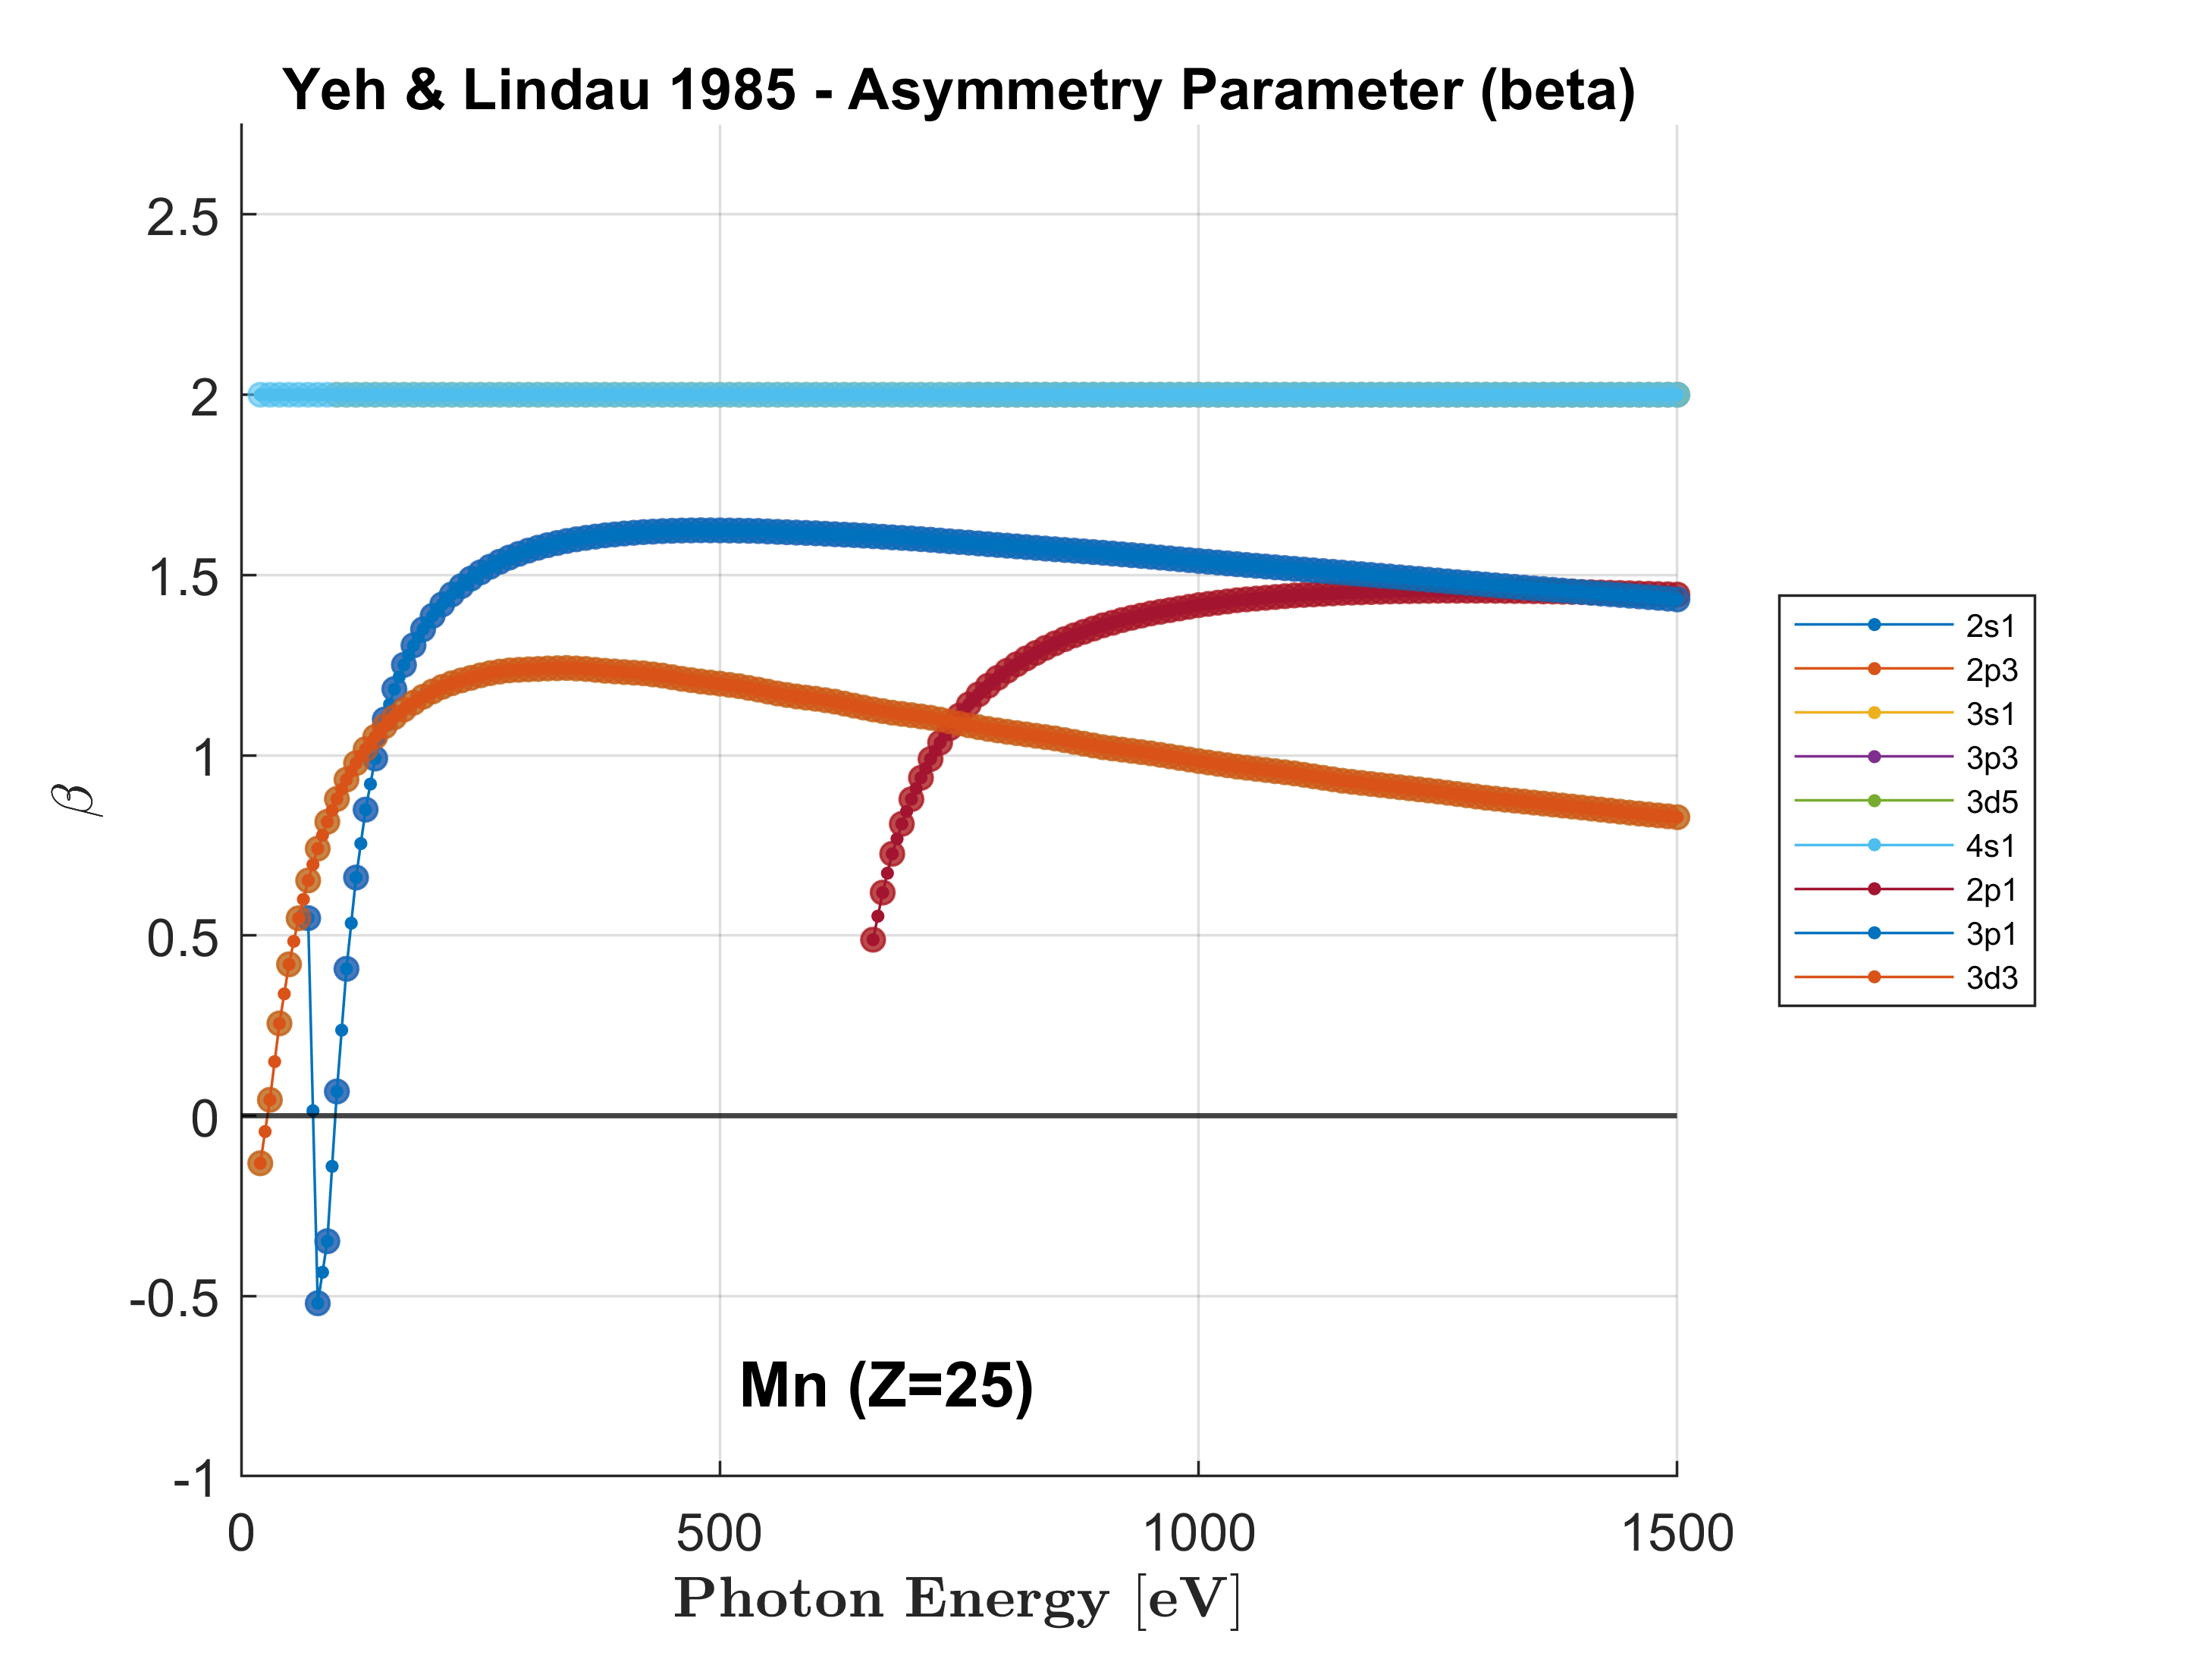 Yeh & Lindau 1985 - Asymmetry Parameter (beta)
2.5
2
1.5
1
0.5
0
-0.5
-1
β
0 500 1000 1500
Photon Energy [eV]
Mn (Z=25)
2s1
2p3
3s1
3p3
3d5
4s1
2p1
3p1
3d3